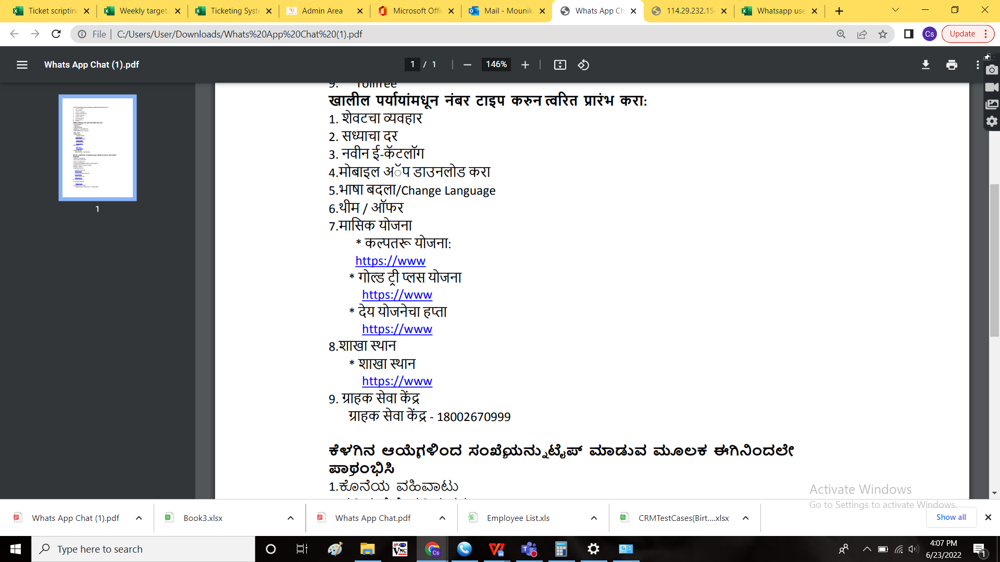 Ticket scripting
Weekly target.
Ticketing Syste
Admin Area
Microsoft Offic
Mail - Mounik
Whats App Ch
114.29.232.15
Whatsapp use
File | C:/Users/User/Downloads/Whats%20App%20Chat%20(1).pdf
Cs
Update
Whats App Chat (1).pdf
1 / 1
146%
1
9. Tollfree
खालील पर्यायांमधून नंबर टाइप करुन त्वरित प्रारंभ करा:
1. शेवटचा व्यवहार
2. सध्याचा दर
3. नवीन ई-कॅटलॉग
4.मोबाइल अॅप डाउनलोड करा
5.भाषा बदला/Change Language
6.थीम / ऑफर
7.मासिक योजना
* कल्पतरू योजना:
https://www
* गोल्ड ट्री प्लस योजना
https://www
* देय योजनेचा हप्ता
https://www
8.शाखा स्थान
* शाखा स्थान
https://www
9. ग्राहक सेवा केंद्र
ग्राहक सेवा केंद्र - 18002670999
ಕೆಳಗಿನ ಆಯ್ಕೆಗಳಿಂದ ಸಂಖ್ಯೆಯನ್ನು ಟೈಪ್ ಮಾಡುವ ಮೂಲಕ ಈಗಿನಿಂದಲೇ
ಪ್ರಾರಂಭಿಸಿ
1.ಕೊನೆಯ ವಹಿವಾಟು
Activate Windows
Go to Settings to activate Windows.
Whats App Chat (1).pdf
Book3.xlsx
Whats App Chat.pdf
Employee List.xls
CRMTestCases(Birt....xlsx
Show all
Type here to search
VNC
Cs
4:07 PM
6/23/2022
1